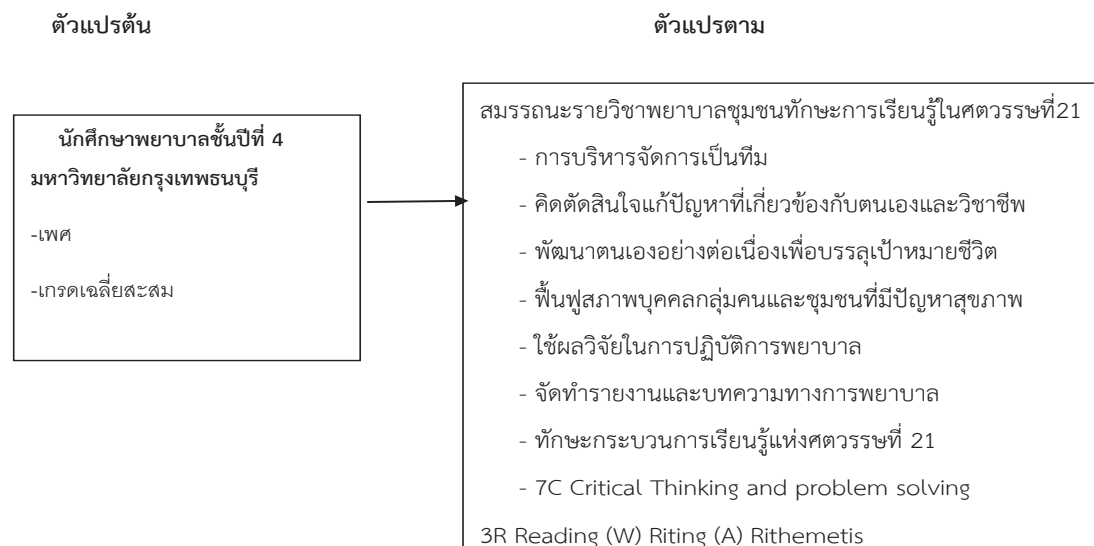 ตัวแปรต้น
ตัวแปรตาม
นักศึกษาพยาบาลชั้นปีที่ 4
มหาวิทยาลัยกรุงเทพธนบุรี
-เพศ
-เกรดเฉลี่ยสะสม
สมรรถนะรายวิชาพยาบาลชุมชนทักษะการเรียนรู้ในศตวรรษที่21
- การบริหารจัดการเป็นทีม
- คิดตัดสินใจแก้ปัญหาที่เกี่ยวข้องกับตนเองและวิชาชีพ
- พัฒนาตนเองอย่างต่อเนื่องเพื่อบรรลุเป้าหมายชีวิต
- ฟื้นฟูสภาพบุคคลกลุ่มคนและชุมชนที่มีปัญหาสุขภาพ
- ใช้ผลวิจัยในการปฏิบัติการพยาบาล
- จัดทำรายงานและบทความทางการพยาบาล
- ทักษะกระบวนการเรียนรู้แห่งศตวรรษที่ 21
- 7C Critical Thinking and problem solving
3R Reading (W) Riting (A) Rithemetis